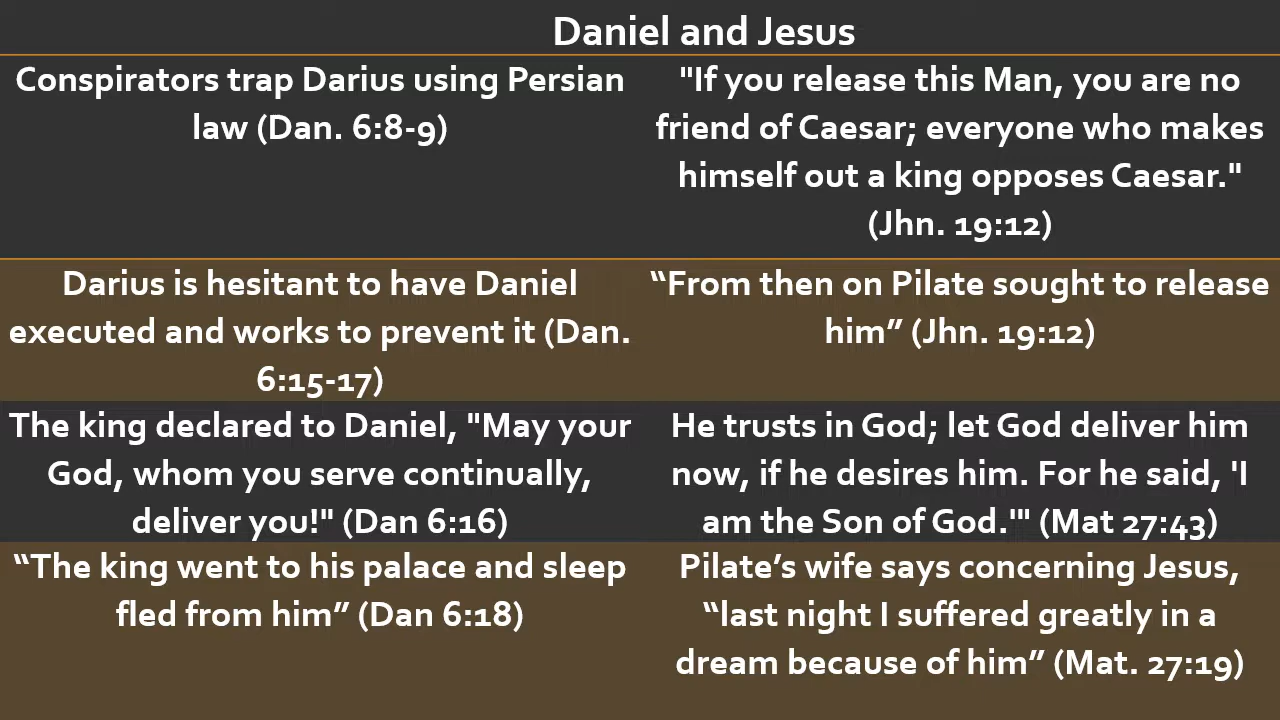 Daniel and Jesus
Conspirators trap Darius using Persian
law (Dan. 6:8-9)
"If you release this Man, you are no
friend of Caesar; everyone who makes
himself out a king opposes Caesar."
(Jhn. 19:12)
Darius is hesitant to have Daniel
executed and works to prevent it (Dan.
6:15-17)
“From then on Pilate sought to release
him” (Jhn. 19:12)
The king declared to Daniel, "May your
God, whom you serve continually,
deliver you!" (Dan 6:16)
He trusts in God; let God deliver him
now, if he desires him. For he said, 'I
am the Son of God.'" (Mat 27:43)
“The king went to his palace and sleep
fled from him” (Dan 6:18)
Pilate’s wife says concerning Jesus,
“last night I suffered greatly in a
dream because of him” (Mat. 27:19)